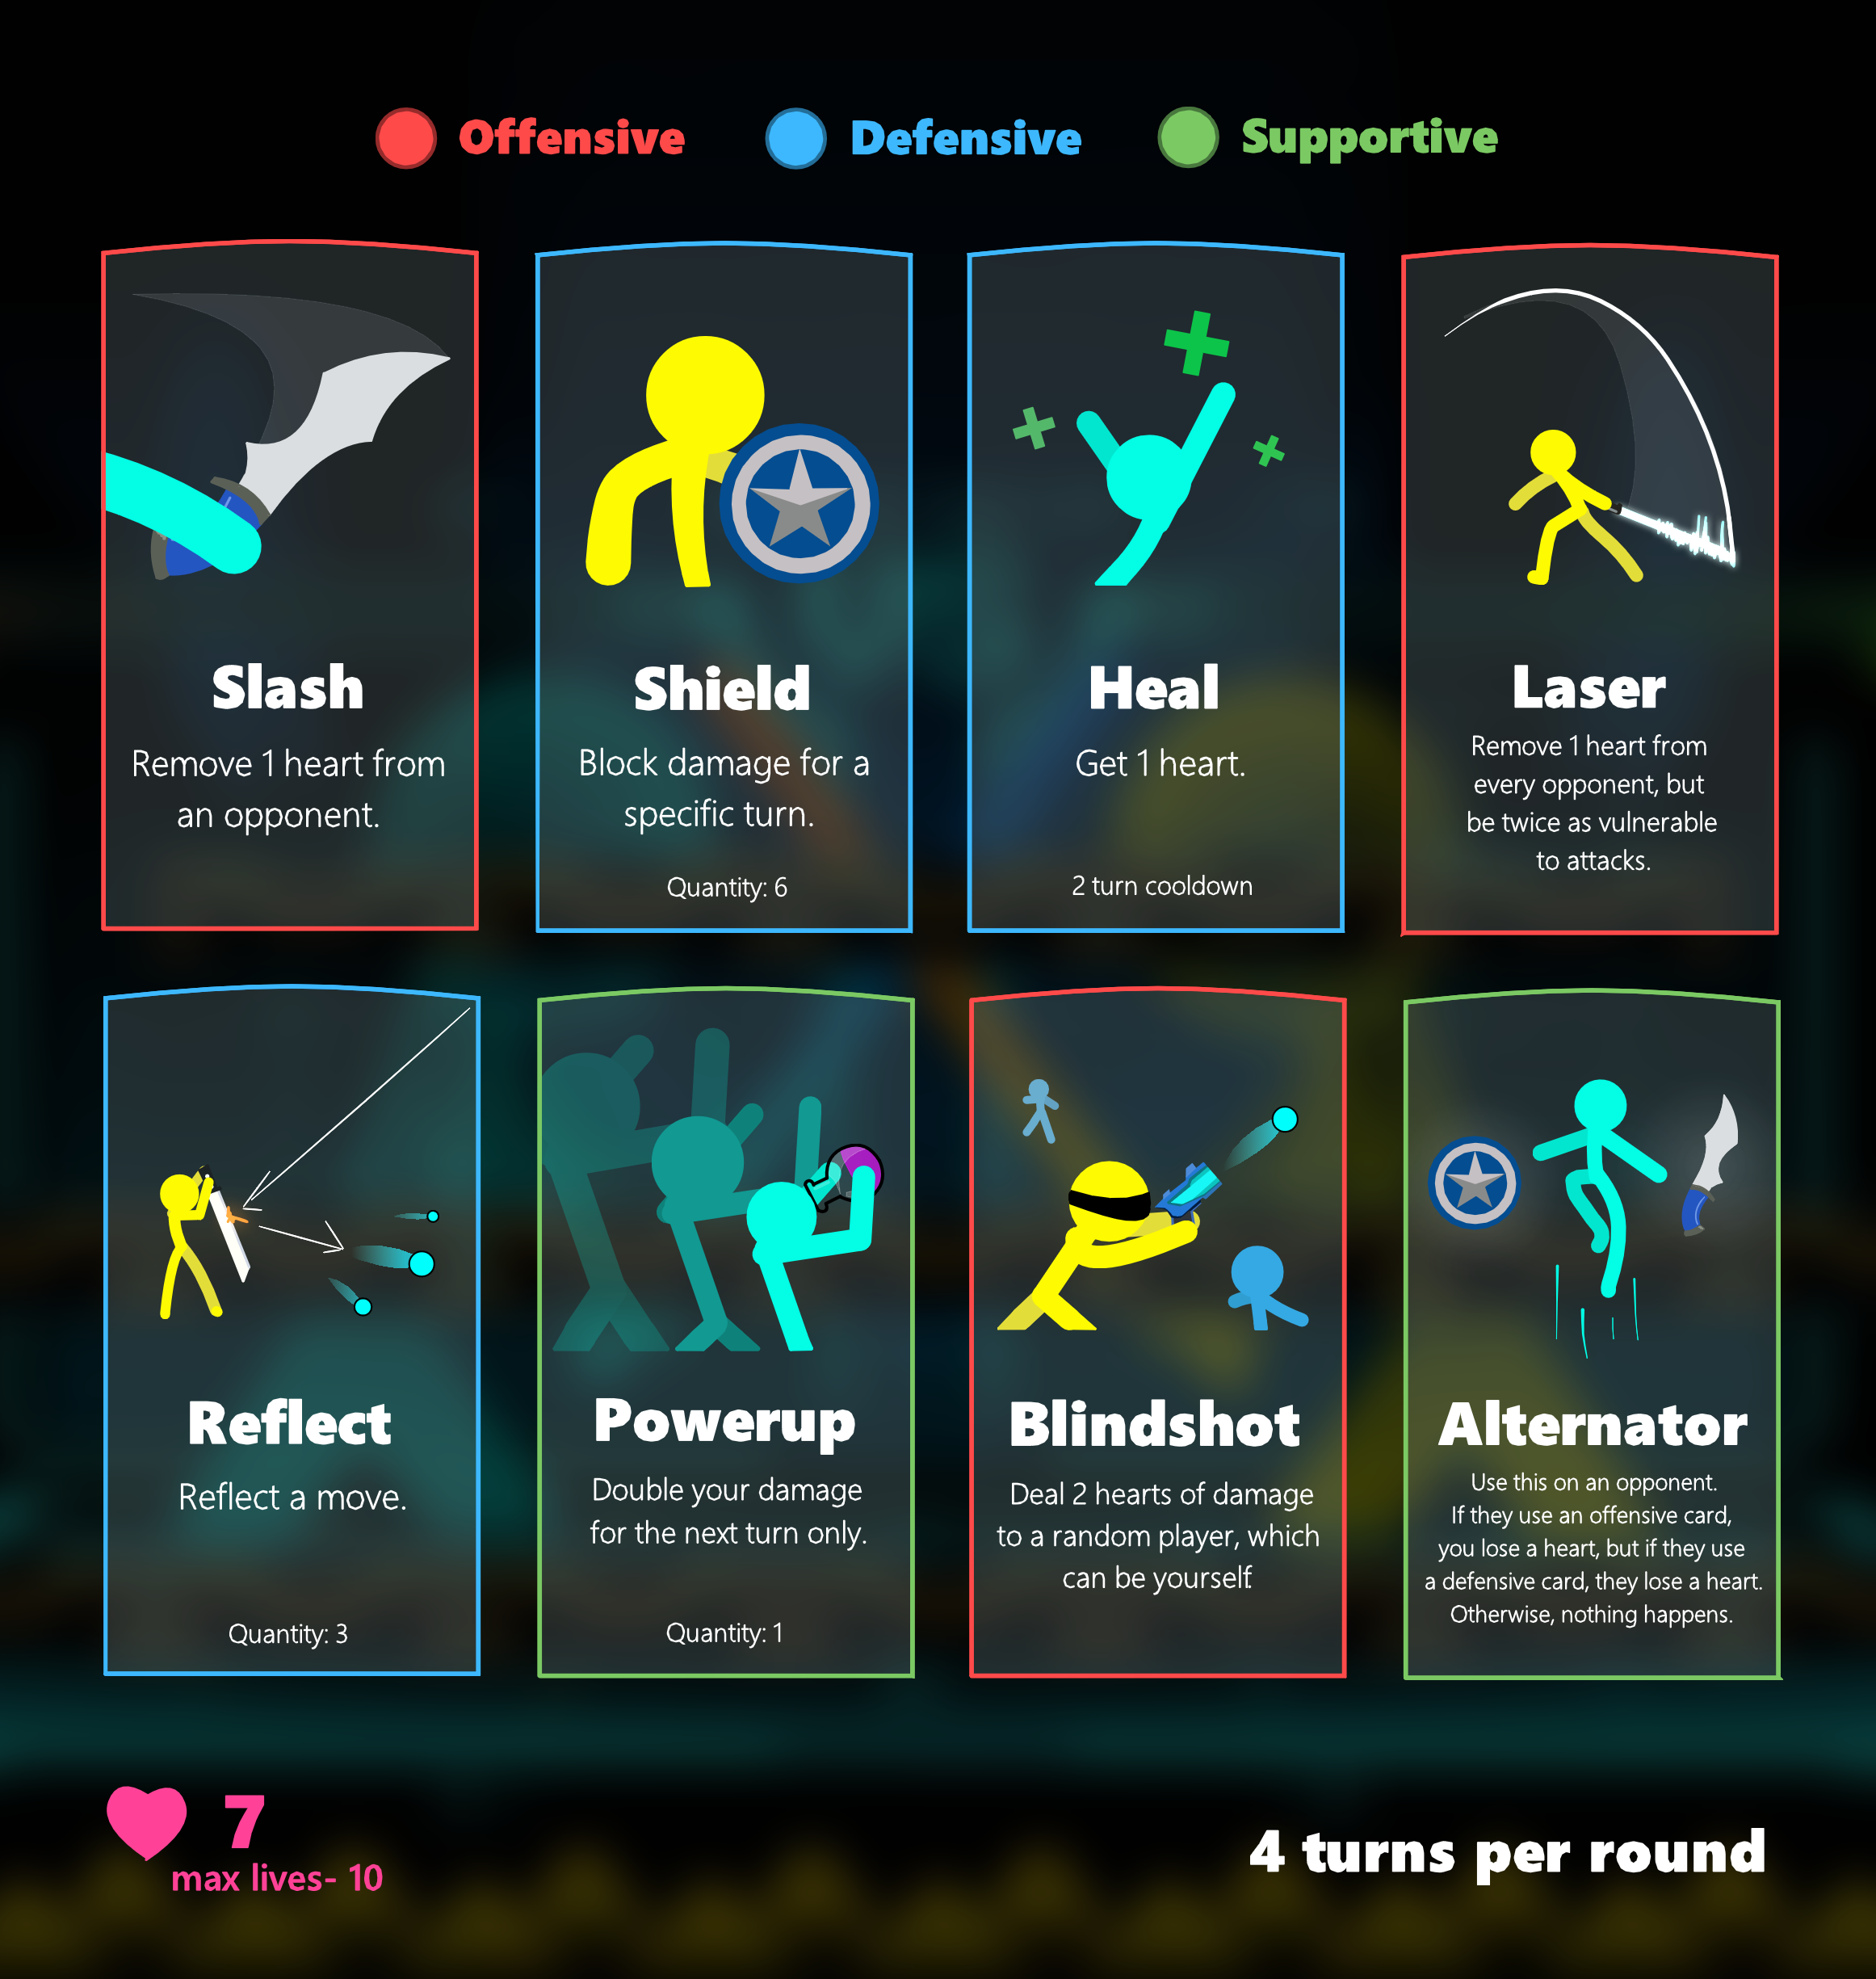 Offensive
Defensive
Supportive
Slash
Remove 1 heart from
an opponent.
Shield
Block damage for a
specific turn.
Quantity: 6
Heal
Get 1 heart.
2 turn cooldown
Laser
Remove 1 heart from
every opponent, but
be twice as vulnerable
to attacks.
Reflect
Reflect a move.
Quantity: 3
Powerup
Double your damage
for the next turn only.
Quantity: 1
Blindshot
Deal 2 hearts of damage
to a random player, which
can be yourself.
Alternator
Use this on an opponent.
If they use an offensive card,
you lose a heart, but if they use
a defensive card, they lose a heart.
Otherwise, nothing happens.
7
max lives- 10
4 turns per round